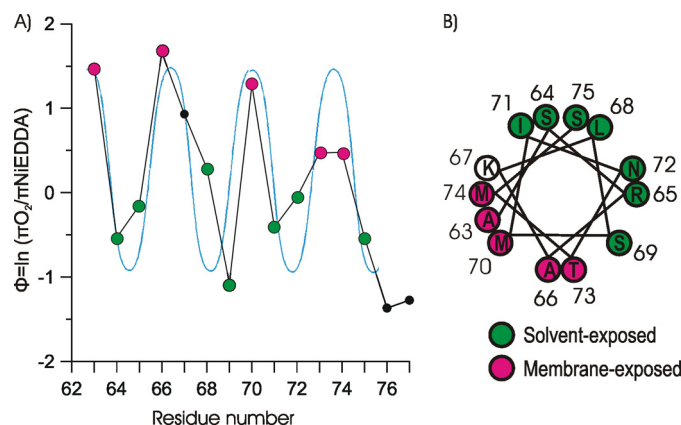 A)
B)
Φ=ln (πO₂/πNiEDDA)
2
1
0
-1
-2
62 64 66 68 70 72 74 76
Residue number
64 75
71 68
I S S L
67 K N 72
74 M R 65
63 A
70 M S 69
A T
66 73
Solvent-exposed
Membrane-exposed